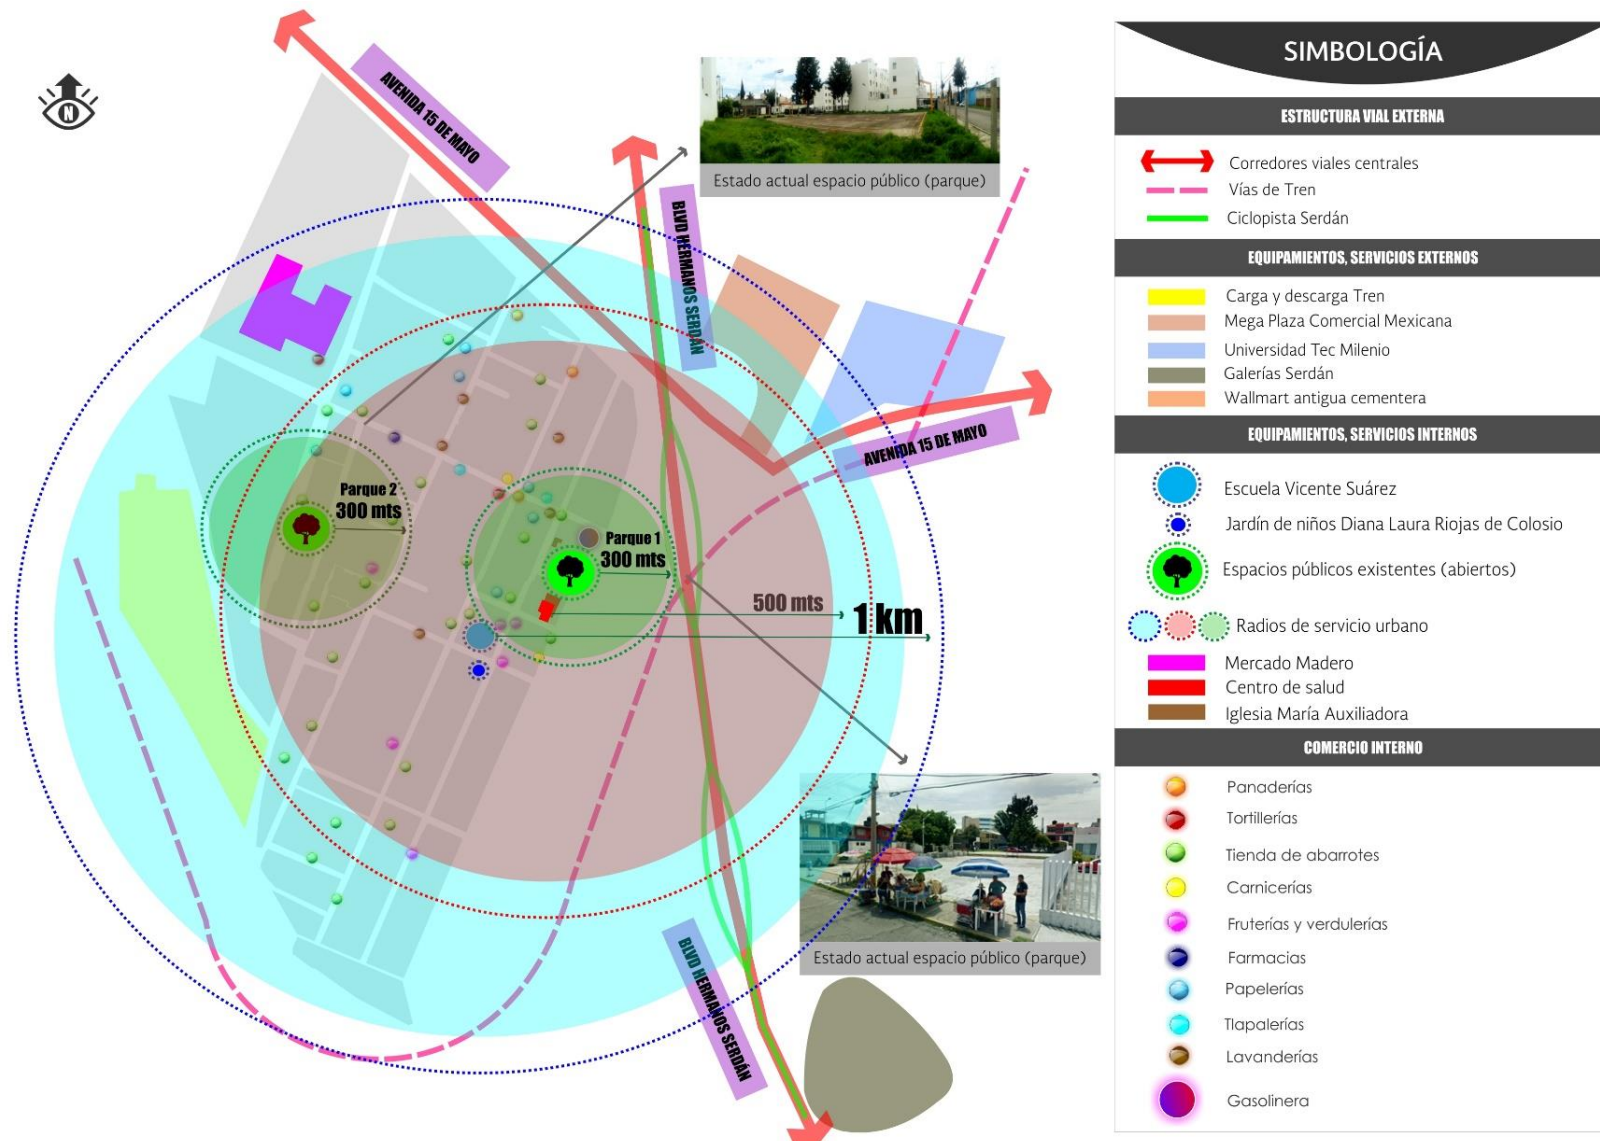 N
AVENIDA 15 DE MAYO
BLVD HERMANOS SERDÁN
Estado actual espacio público (parque)
AVENIDA 15 DE MAYO
Parque 2
300 mts
Parque 1
300 mts
500 mts
1 km
Estado actual espacio público (parque)
BLVD HERMANOS SERDÁN
SIMBOLOGÍA
ESTRUCTURA VIAL EXTERNA
Corredores viales centrales
Vías de Tren
Ciclopista Serdán
EQUIPAMIENTOS, SERVICIOS EXTERNOS
Carga y descarga Tren
Mega Plaza Comercial Mexicana
Universidad Tec Milenio
Galerías Serdán
Wallmart antigua cementera
EQUIPAMIENTOS, SERVICIOS INTERNOS
Escuela Vicente Suárez
Jardín de niños Diana Laura Riojas de Colosio
Espacios públicos existentes (abiertos)
Radios de servicio urbano
Mercado Madero
Centro de salud
Iglesia María Auxiliadora
COMERCIO INTERNO
Panaderías
Tortillerías
Tienda de abarrotes
Carnicerías
Fruterías y verdulerías
Farmacias
Papelerías
Tlapalerías
Lavanderías
Gasolinera